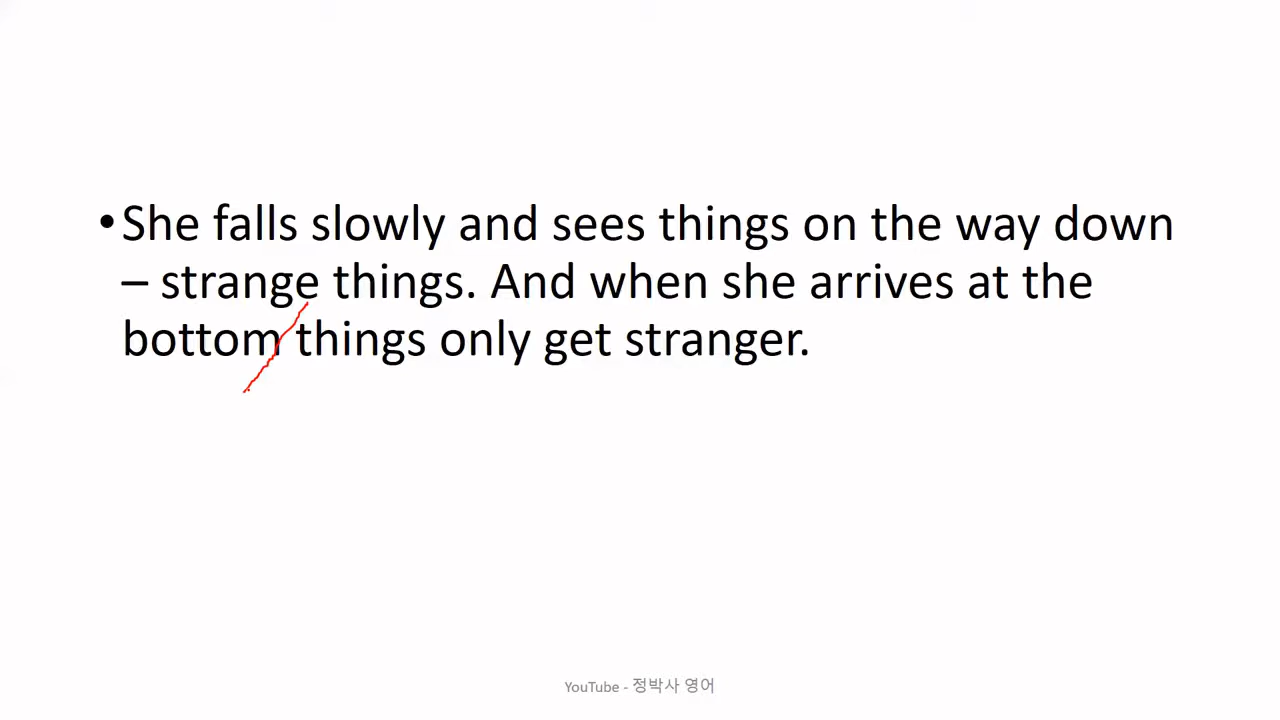 •She falls slowly and sees things on the way down
– strange things. And when she arrives at the
bottom things only get stranger.
YouTube - 정박사 영어